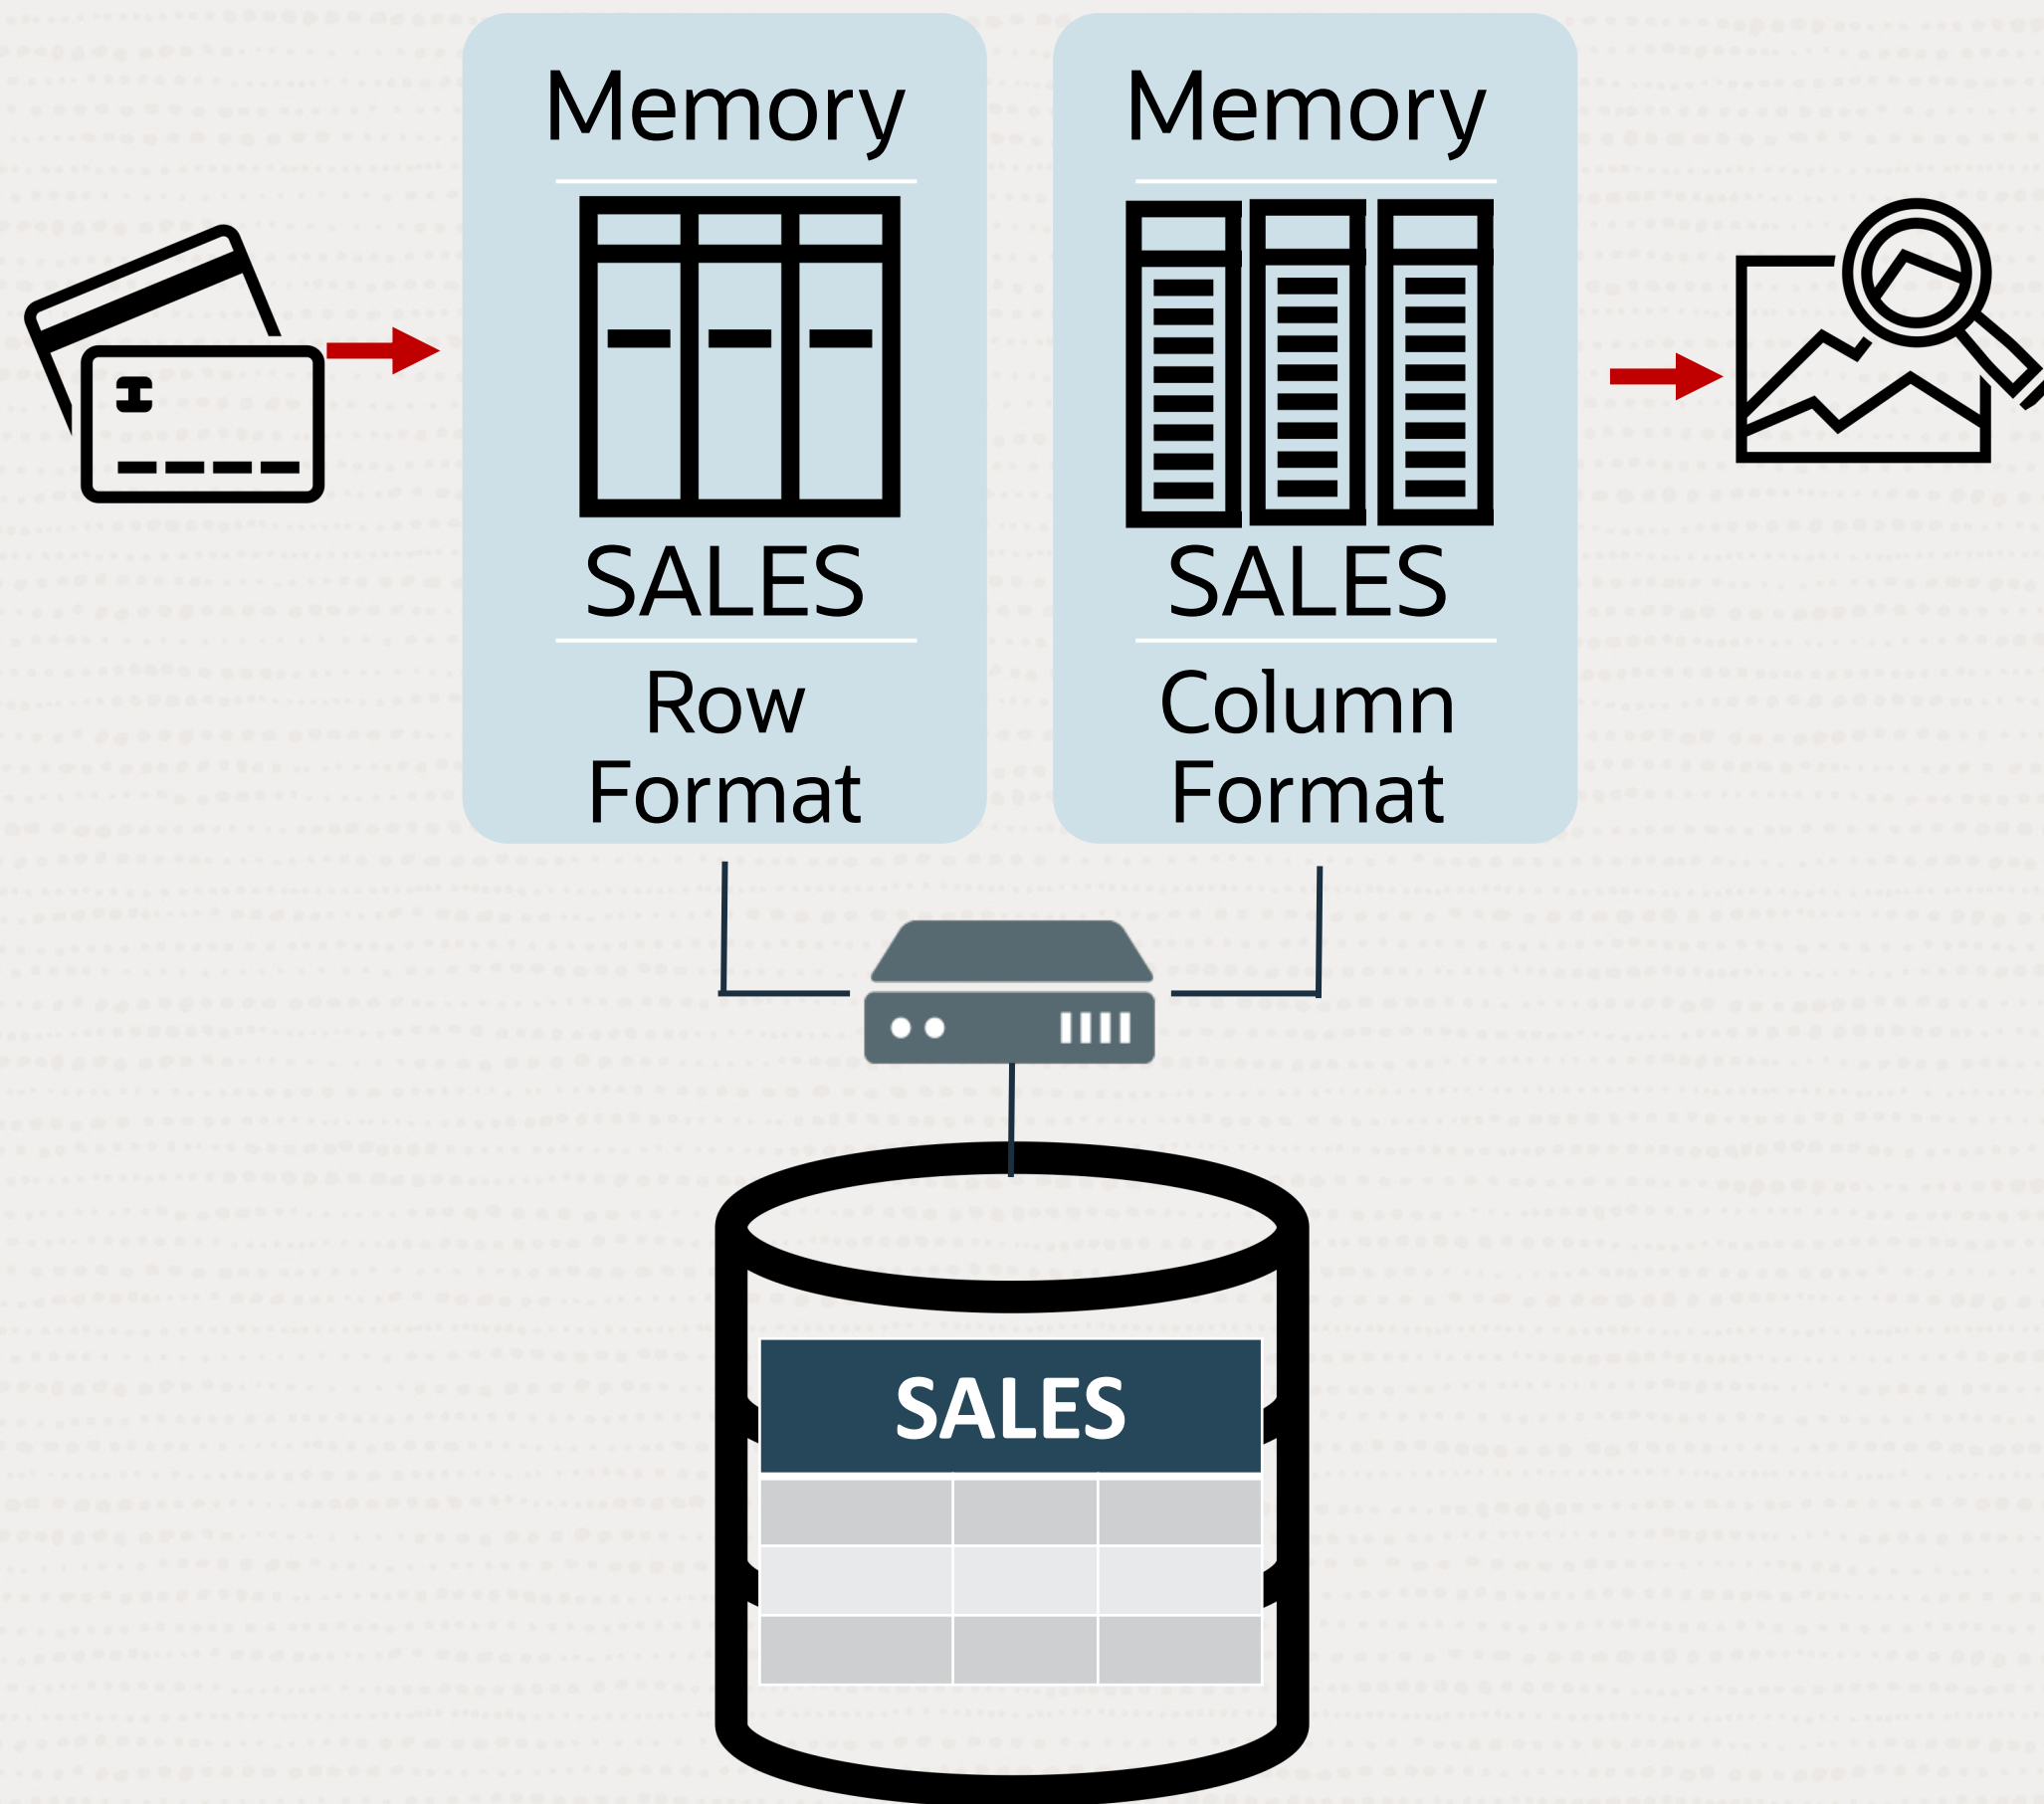 Memory
SALES
Row
Format
Memory
SALES
Column
Format
SALES